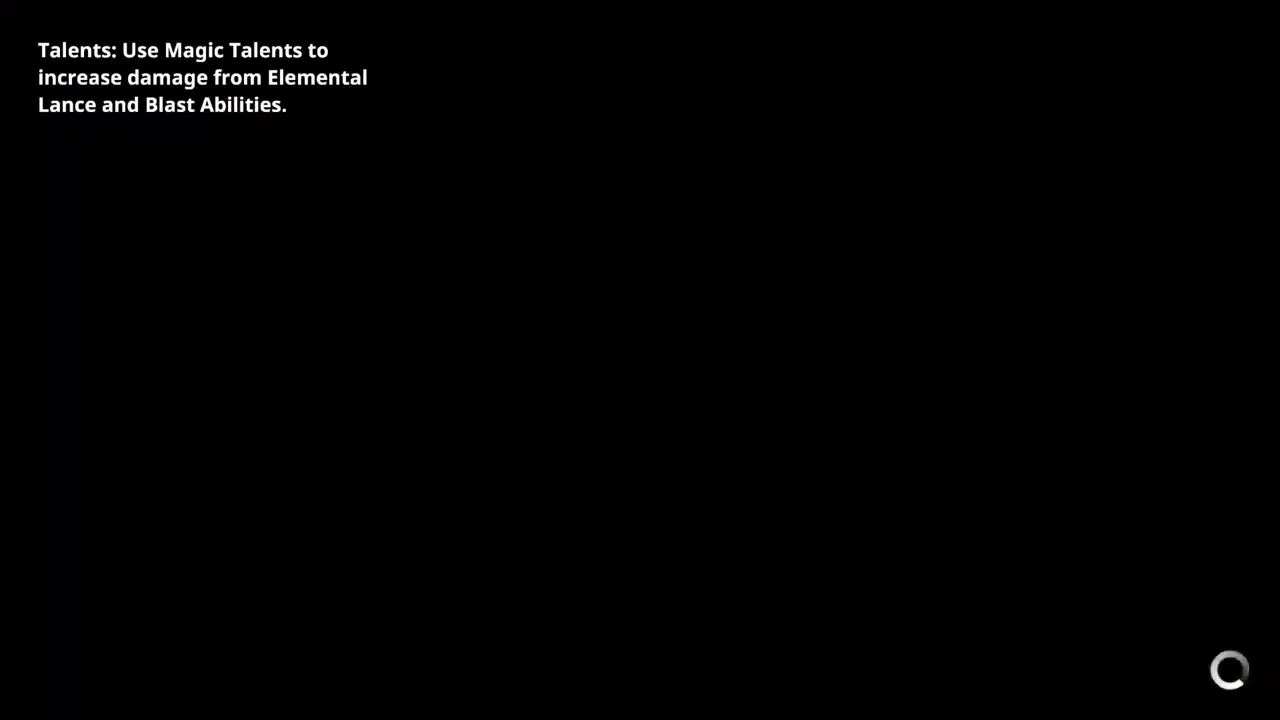 Talents: Use Magic Talents to
increase damage from Elemental
Lance and Blast Abilities.